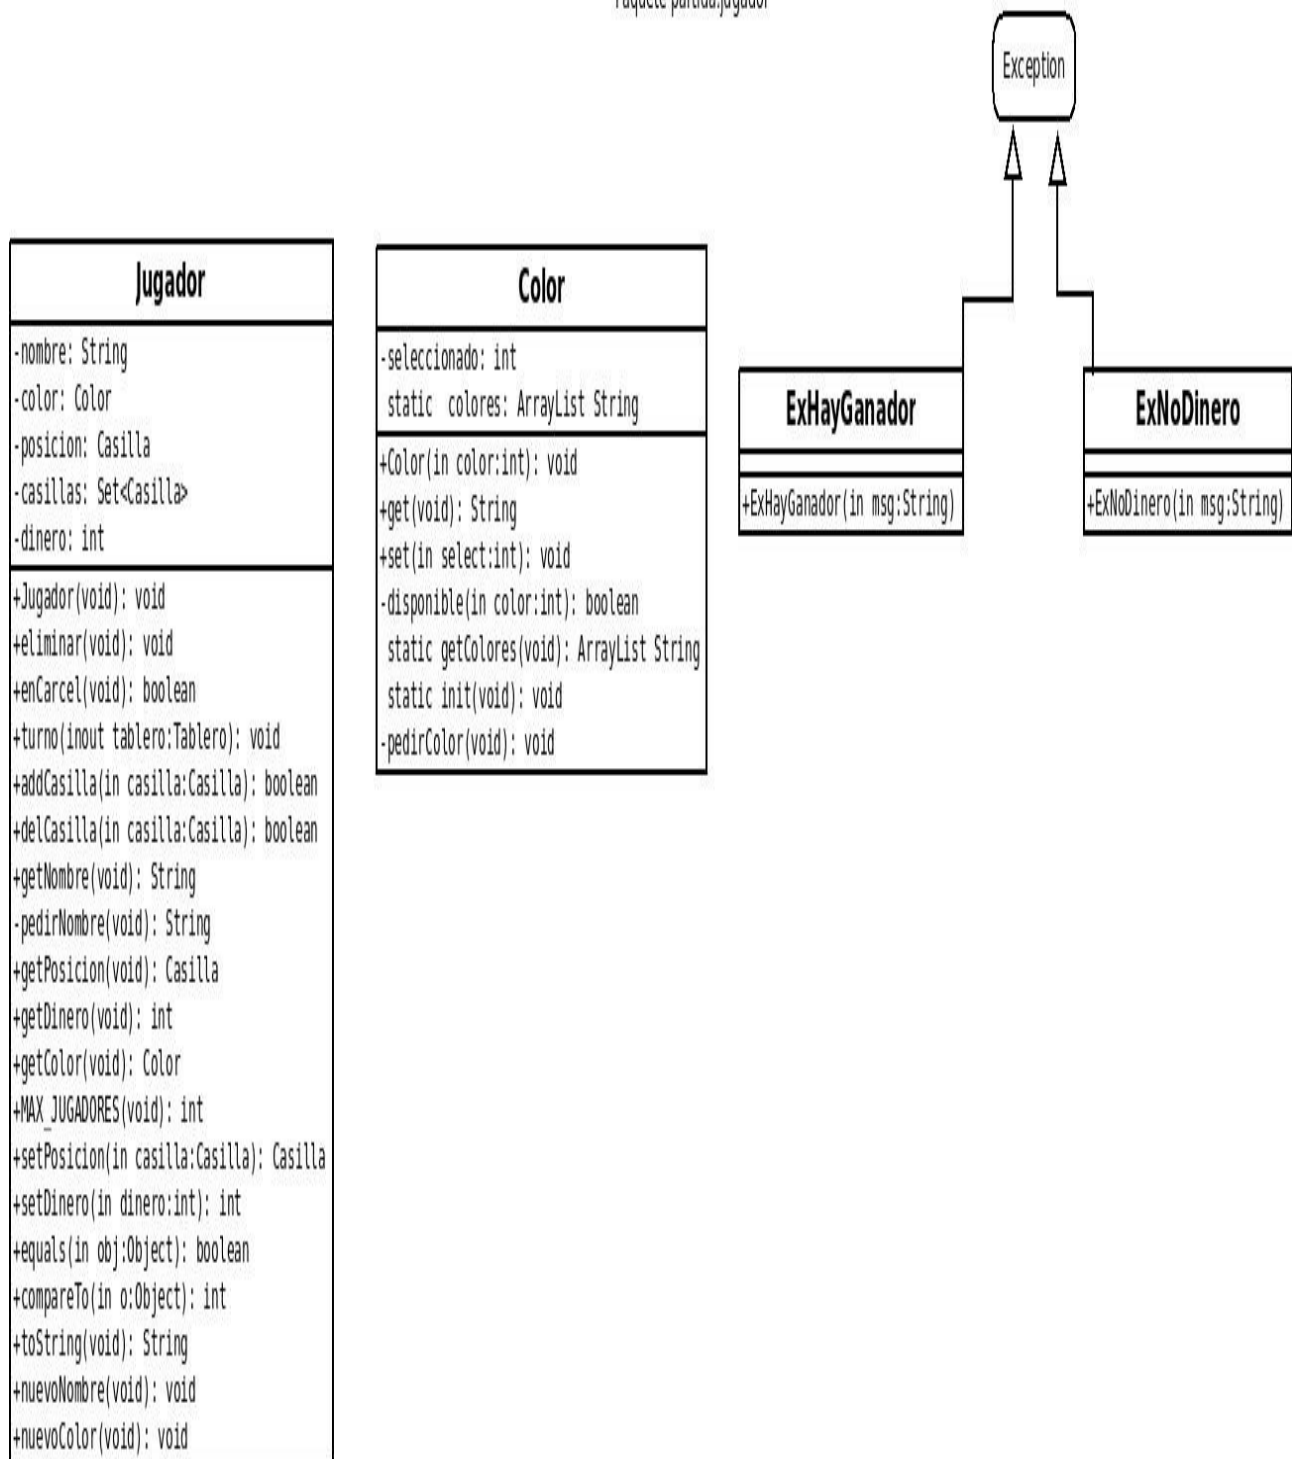 Paquete partida.jugador
Exception
Jugador
-nombre: String
-color: Color
-posicion: Casilla
-casillas: Set<Casilla>
-dinero: int
+Jugador(void): void
+eliminar(void): void
+enCarcel(void): boolean
+turno(inout tablero:Tablero): void
+addCasilla(in casilla:Casilla): boolean
+delCasilla(in casilla:Casilla): boolean
+getNombre(void): String
-pedirNombre(void): String
+getPosicion(void): Casilla
+getDinero(void): int
+getColor(void): Color
+MAX_JUGADORES(void): int
+setPosicion(in casilla:Casilla): Casilla
+setDinero(in dinero:int): int
+equals(in obj:Object): boolean
+compareTo(in o:Object): int
+toString(void): String
+nuevoNombre(void): void
+nuevoColor(void): void
Color
-seleccionado: int
static colores: ArrayList String
+Color(in color:int): void
+get(void): String
+set(in select:int): void
-disponible(in color:int): boolean
static getColores(void): ArrayList String
static init(void): void
-pedirColor(void): void
ExHayGanador
+ExHayGanador(in msg:String)
ExNoDinero
+ExNoDinero(in msg:String)